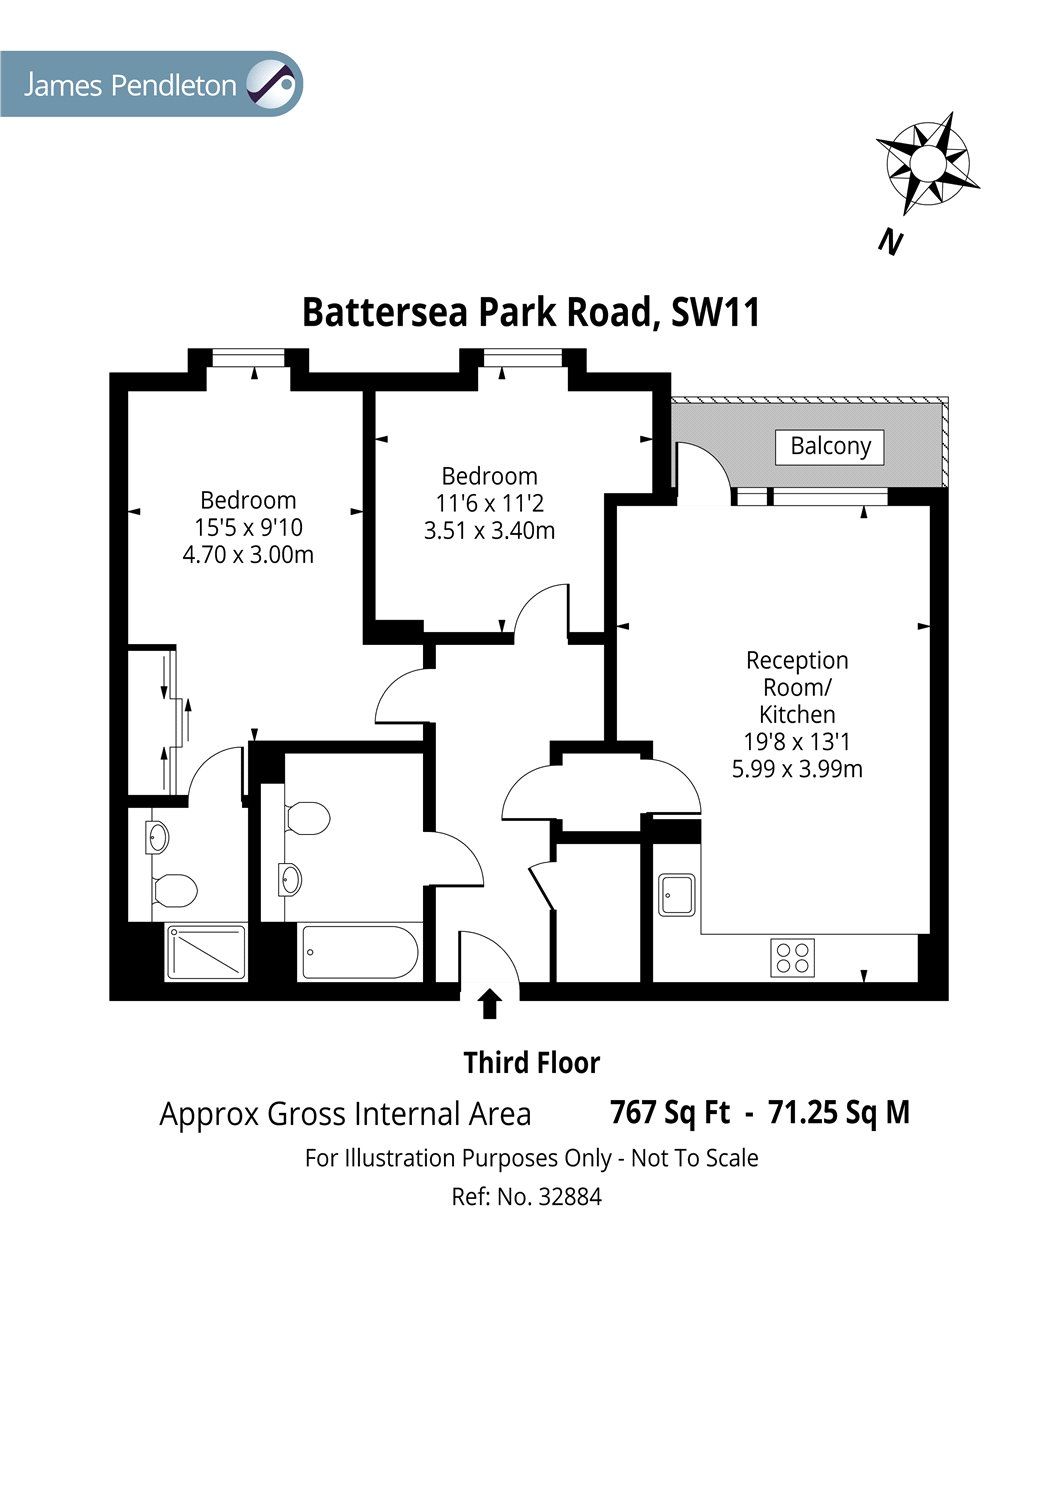 James Pendleton
N
Battersea Park Road, SW11
Balcony
Bedroom
11'6 x 11'2
3.51 x 3.40m
Bedroom
15'5 x 9'10
4.70 x 3.00m
Reception
Room/
Kitchen
19'8 x 13'1
5.99 x 3.99m
Third Floor
Approx Gross Internal Area 767 Sq Ft - 71.25 Sq M
For Illustration Purposes Only - Not To Scale
Ref: No. 32884